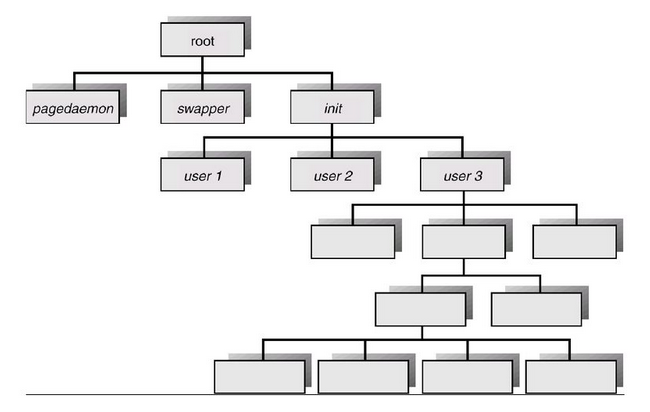 root
pagedaemon
swapper
init
user 1
user 2
user 3